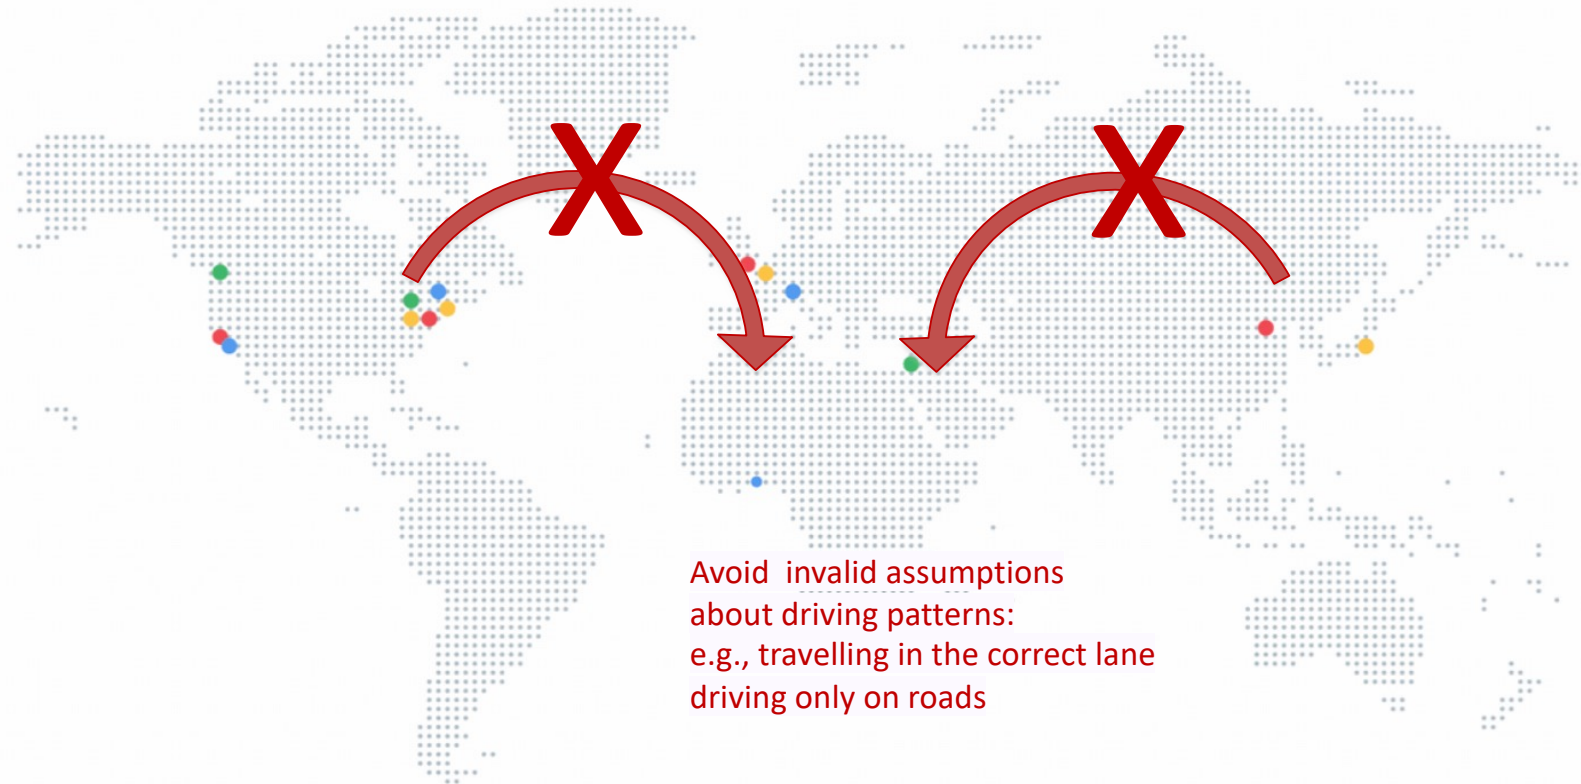 X X
Avoid invalid assumptions
about driving patterns:
e.g., travelling in the correct lane
driving only on roads